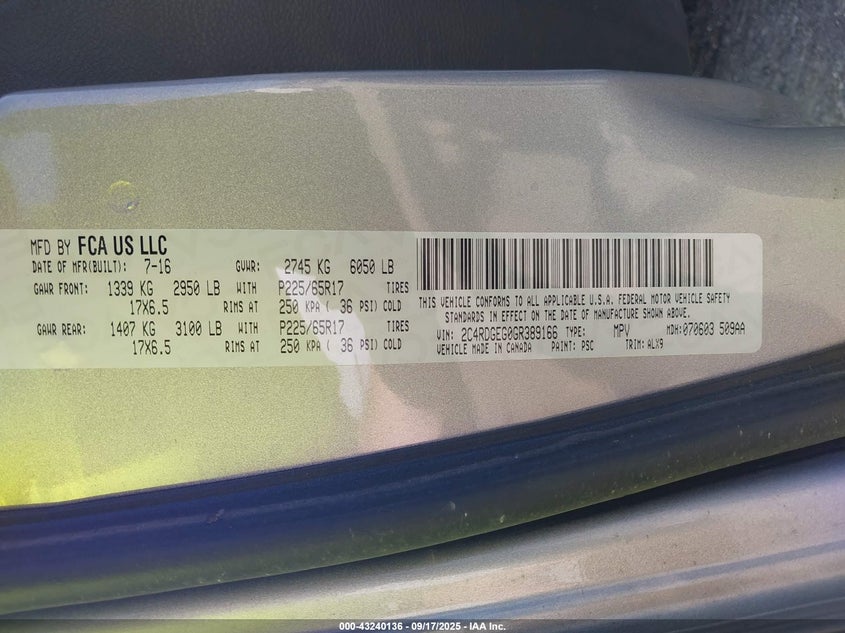 MFD BY FCA US LLC
DATE OF MFR(BUILT): 7-16 GVWR: 2745 KG 6050 LB
GAWR FRONT: 1339 KG 2950 LB WITH P225/65R17 TIRES
17X6.5 RIMS AT 250 KPA ( 36 PSI) COLD
GAWR REAR: 1407 KG 3100 LB WITH P225/65R17 TIRES
17X6.5 RIMS AT 250 KPA ( 36 PSI) COLD
THIS VEHICLE CONFORMS TO ALL APPLICABLE U.S.A. FEDERAL MOTOR VEHICLE SAFETY
STANDARDS IN EFFECT ON THE DATE OF MANUFACTURE SHOWN ABOVE.
VIN: 2C4RDGEG0GR389166 TYPE: MPV MDH: 070603 509AA
VEHICLE MADE IN CANADA PAINT: PSC TRIM: ALX9
000-43240136 - 09/17/2025 - IAA Inc.